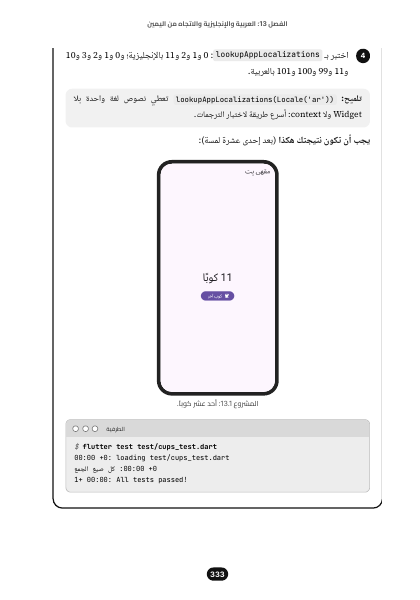 الفصل 13: العربية والإنجليزية والاتجاه من اليمين
4 اختبر بـ lookupAppLocalizations: 0 و1 و2 و11 بالإنجليزية؛ و0 و1 و2 و3 و10
و11 و99 و100 و101 بالعربية.
تلميح: lookupAppLocalizations(Locale('ar')) تعطي نصوص لغة واحدة بلا
Widget ولا context: أسرع طريقة لاختبار الترجمات.
يجب أن تكون نتيجتك هكذا (بعد إحدى عشرة لمسة):
مقهى بِت
11 كوبًا
كوب آخر
المشروع 13.1: أحد عشر كوبا.
الطرفية
$ flutter test test/cups_test.dart
00:00 +0: loading test/cups_test.dart
00:00 +0: كل صيغ الجمع
00:00 +1: All tests passed!
333